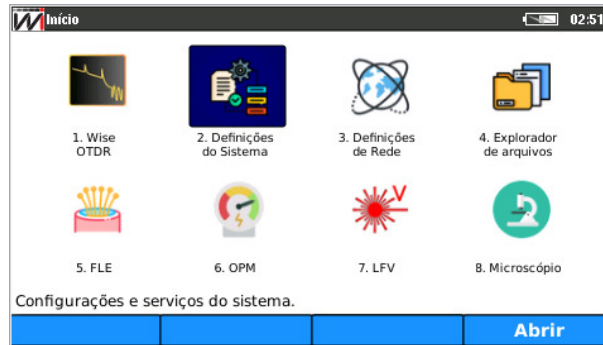 Início
02:51
1. Wise
OTDR
2. Definições
do Sistema
3. Definições
de Rede
4. Explorador
de arquivos
5. FLE
6. OPM
V
7. LFV
8. Microscópio
Configurações e serviços do sistema.
Abrir